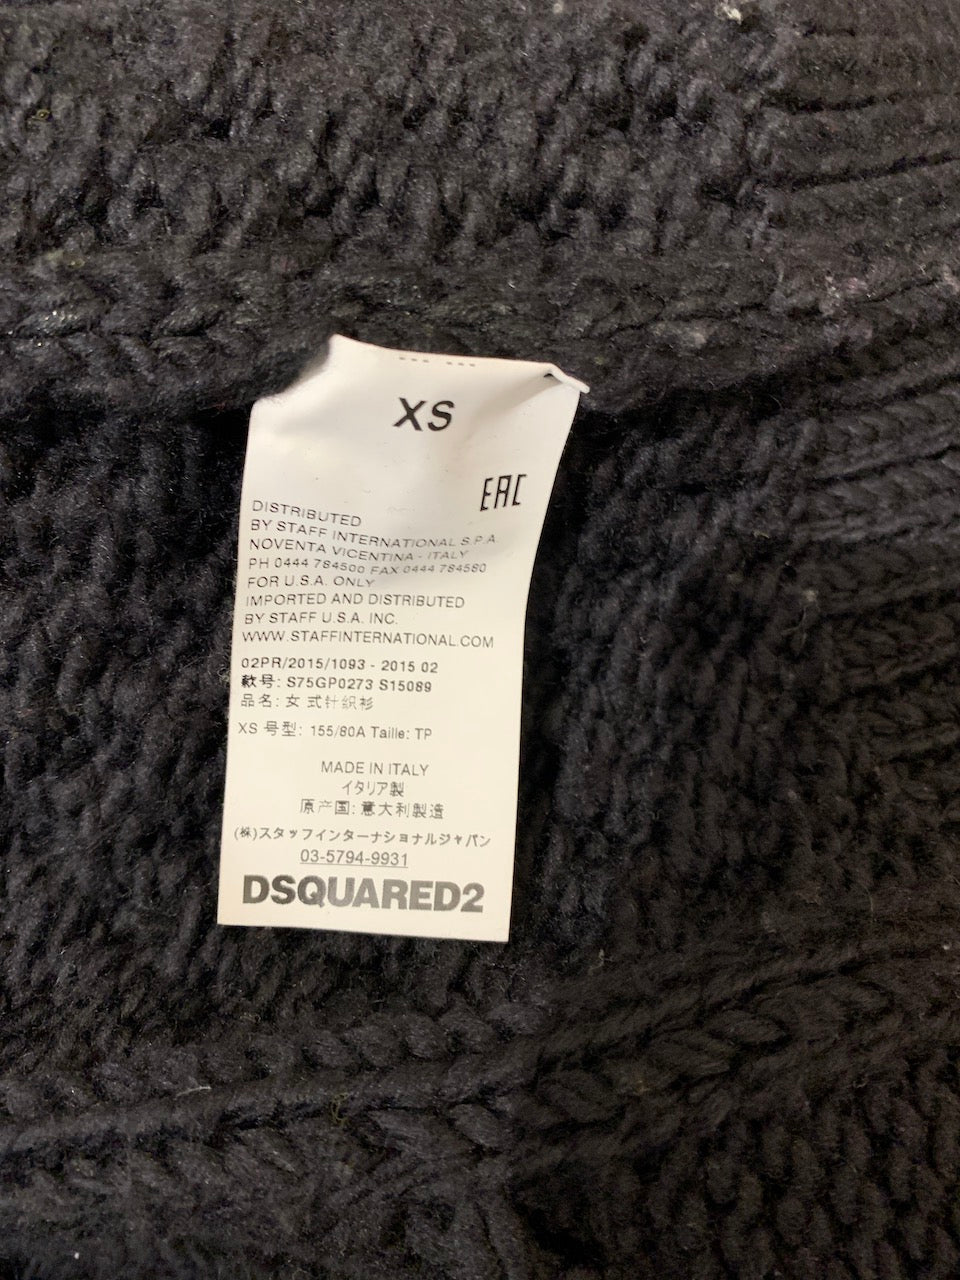 XS
EAC
DISTRIBUTED
BY STAFF INTERNATIONAL S.P.A.
NOVENTA VICENTINA - ITALY
PH 0444 784500 FAX 0444 784580
FOR U.S.A. ONLY
IMPORTED AND DISTRIBUTED
BY STAFF U.S.A. INC.
WWW.STAFFINTERNATIONAL.COM
02PR/2015/1093 - 2015 02
款号: S75GP0273 S15089
品名: 女 式针织衫
XS 号型: 155/80A Taille: TP
MADE IN ITALY
イタリア製
原产国: 意大利製造
(株)スタッフインターナショナルジャパン
03-5794-9931
DSQUARED2